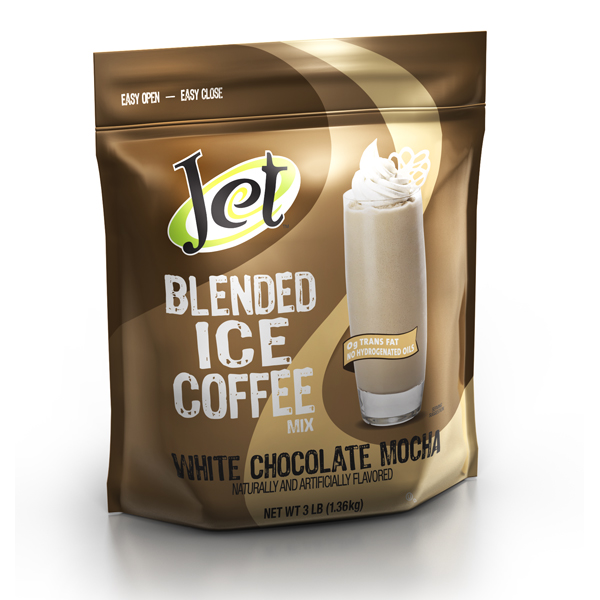 EASY OPEN — EASY CLOSE
Jet
BLENDED
ICE
COFFEE
MIX
0g TRANS FAT
NO HYDROGENATED OILS
WHITE CHOCOLATE MOCHA
NATURALLY AND ARTIFICIALLY FLAVORED
NET WT 3 LB (1.36kg)